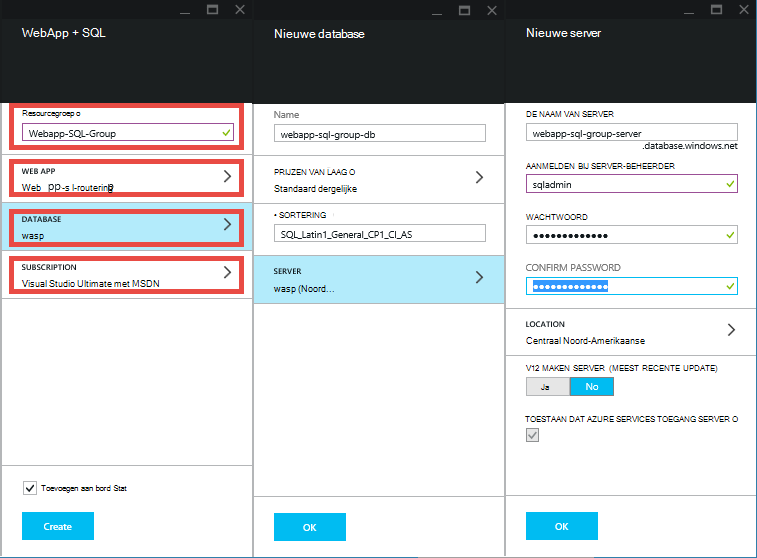 WebApp + SQL
Resourcegroep o
Webapp-SQL-Group
WEB APP
Web pp-s l-routering
DATABASE
wasp
SUBSCRIPTION
Visual Studio Ultimate met MSDN
Toevoegen aan bord Stat
Create
Nieuwe database
Name
webapp-sql-group-db
PRIJZEN VAN LAAG O
Standaard dergelijke
• SORTERING
SQL_Latin1_General_CP1_CI_AS
SERVER
wasp (Noord...
OK
Nieuwe server
DE NAAM VAN SERVER
webapp-sql-group-server
.database.windows.net
AANMELDEN BIJ SERVER-BEHEERDER
sqladmin
WACHTWOORD
•••••••••••••
CONFIRM PASSWORD
•••••••••••••
LOCATION
Centraal Noord-Amerikaanse
V12 MAKEN SERVER (MEEST RECENTE UPDATE)
Ja No
TOESTAAN DAT AZURE SERVICES TOEGANG SERVER O
OK